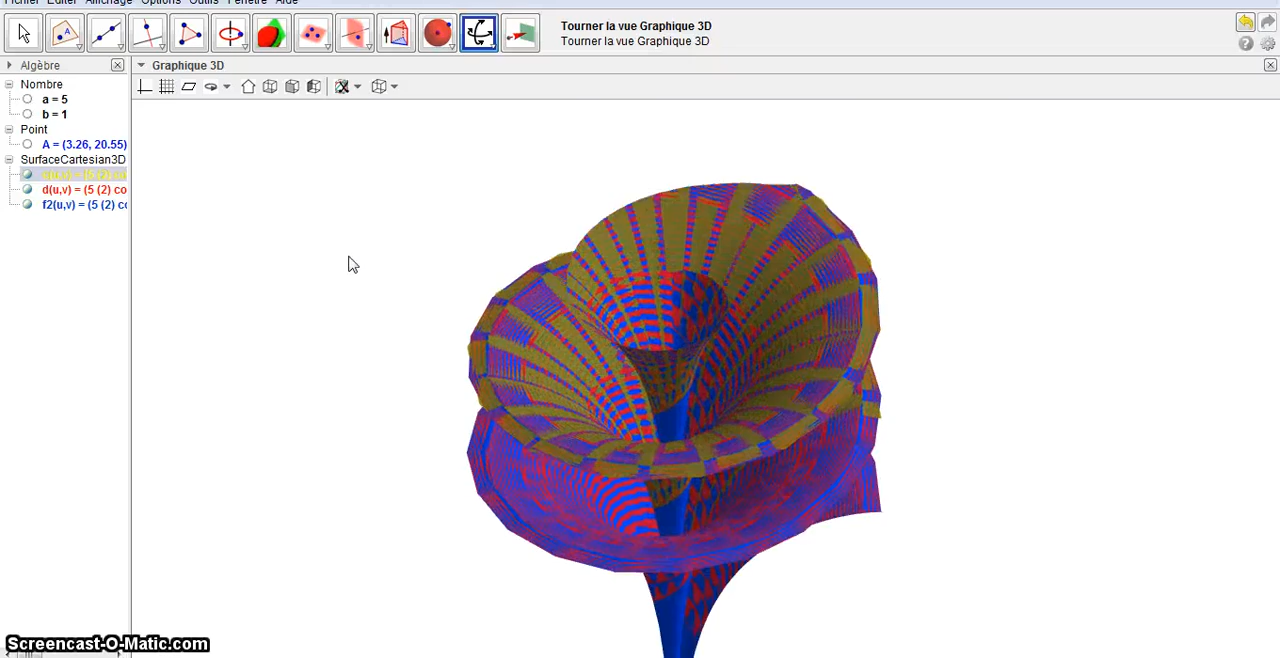 Fichier Editer Affichage Options Outils Fenêtre Aide
Tourner la vue Graphique 3D
Tourner la vue Graphique 3D
Algèbre
Graphique 3D
Nombre
a = 5
b = 1
Point
A = (3.26, 20.55)
SurfaceCartesian3D
d(u,v) = (5 (2) co
f2(u,v) = (5 (2) co
Screencast-O-Matic.com